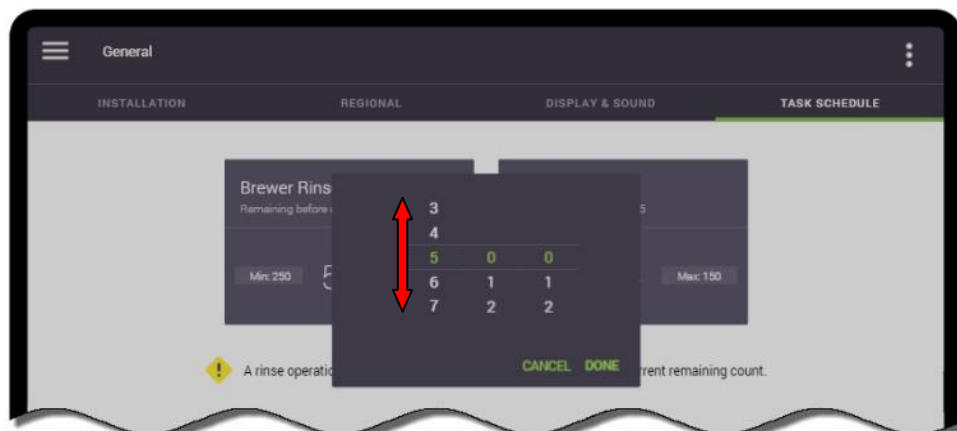 General
INSTALLATION REGIONAL DISPLAY & SOUND TASK SCHEDULE
Brewer Rins
Remaining before
5
3
4
5 0 0
6 1 1
7 2 2
Min: 250
5
Max: 150
CANCEL DONE
A rinse operatio
rrent remaining count.